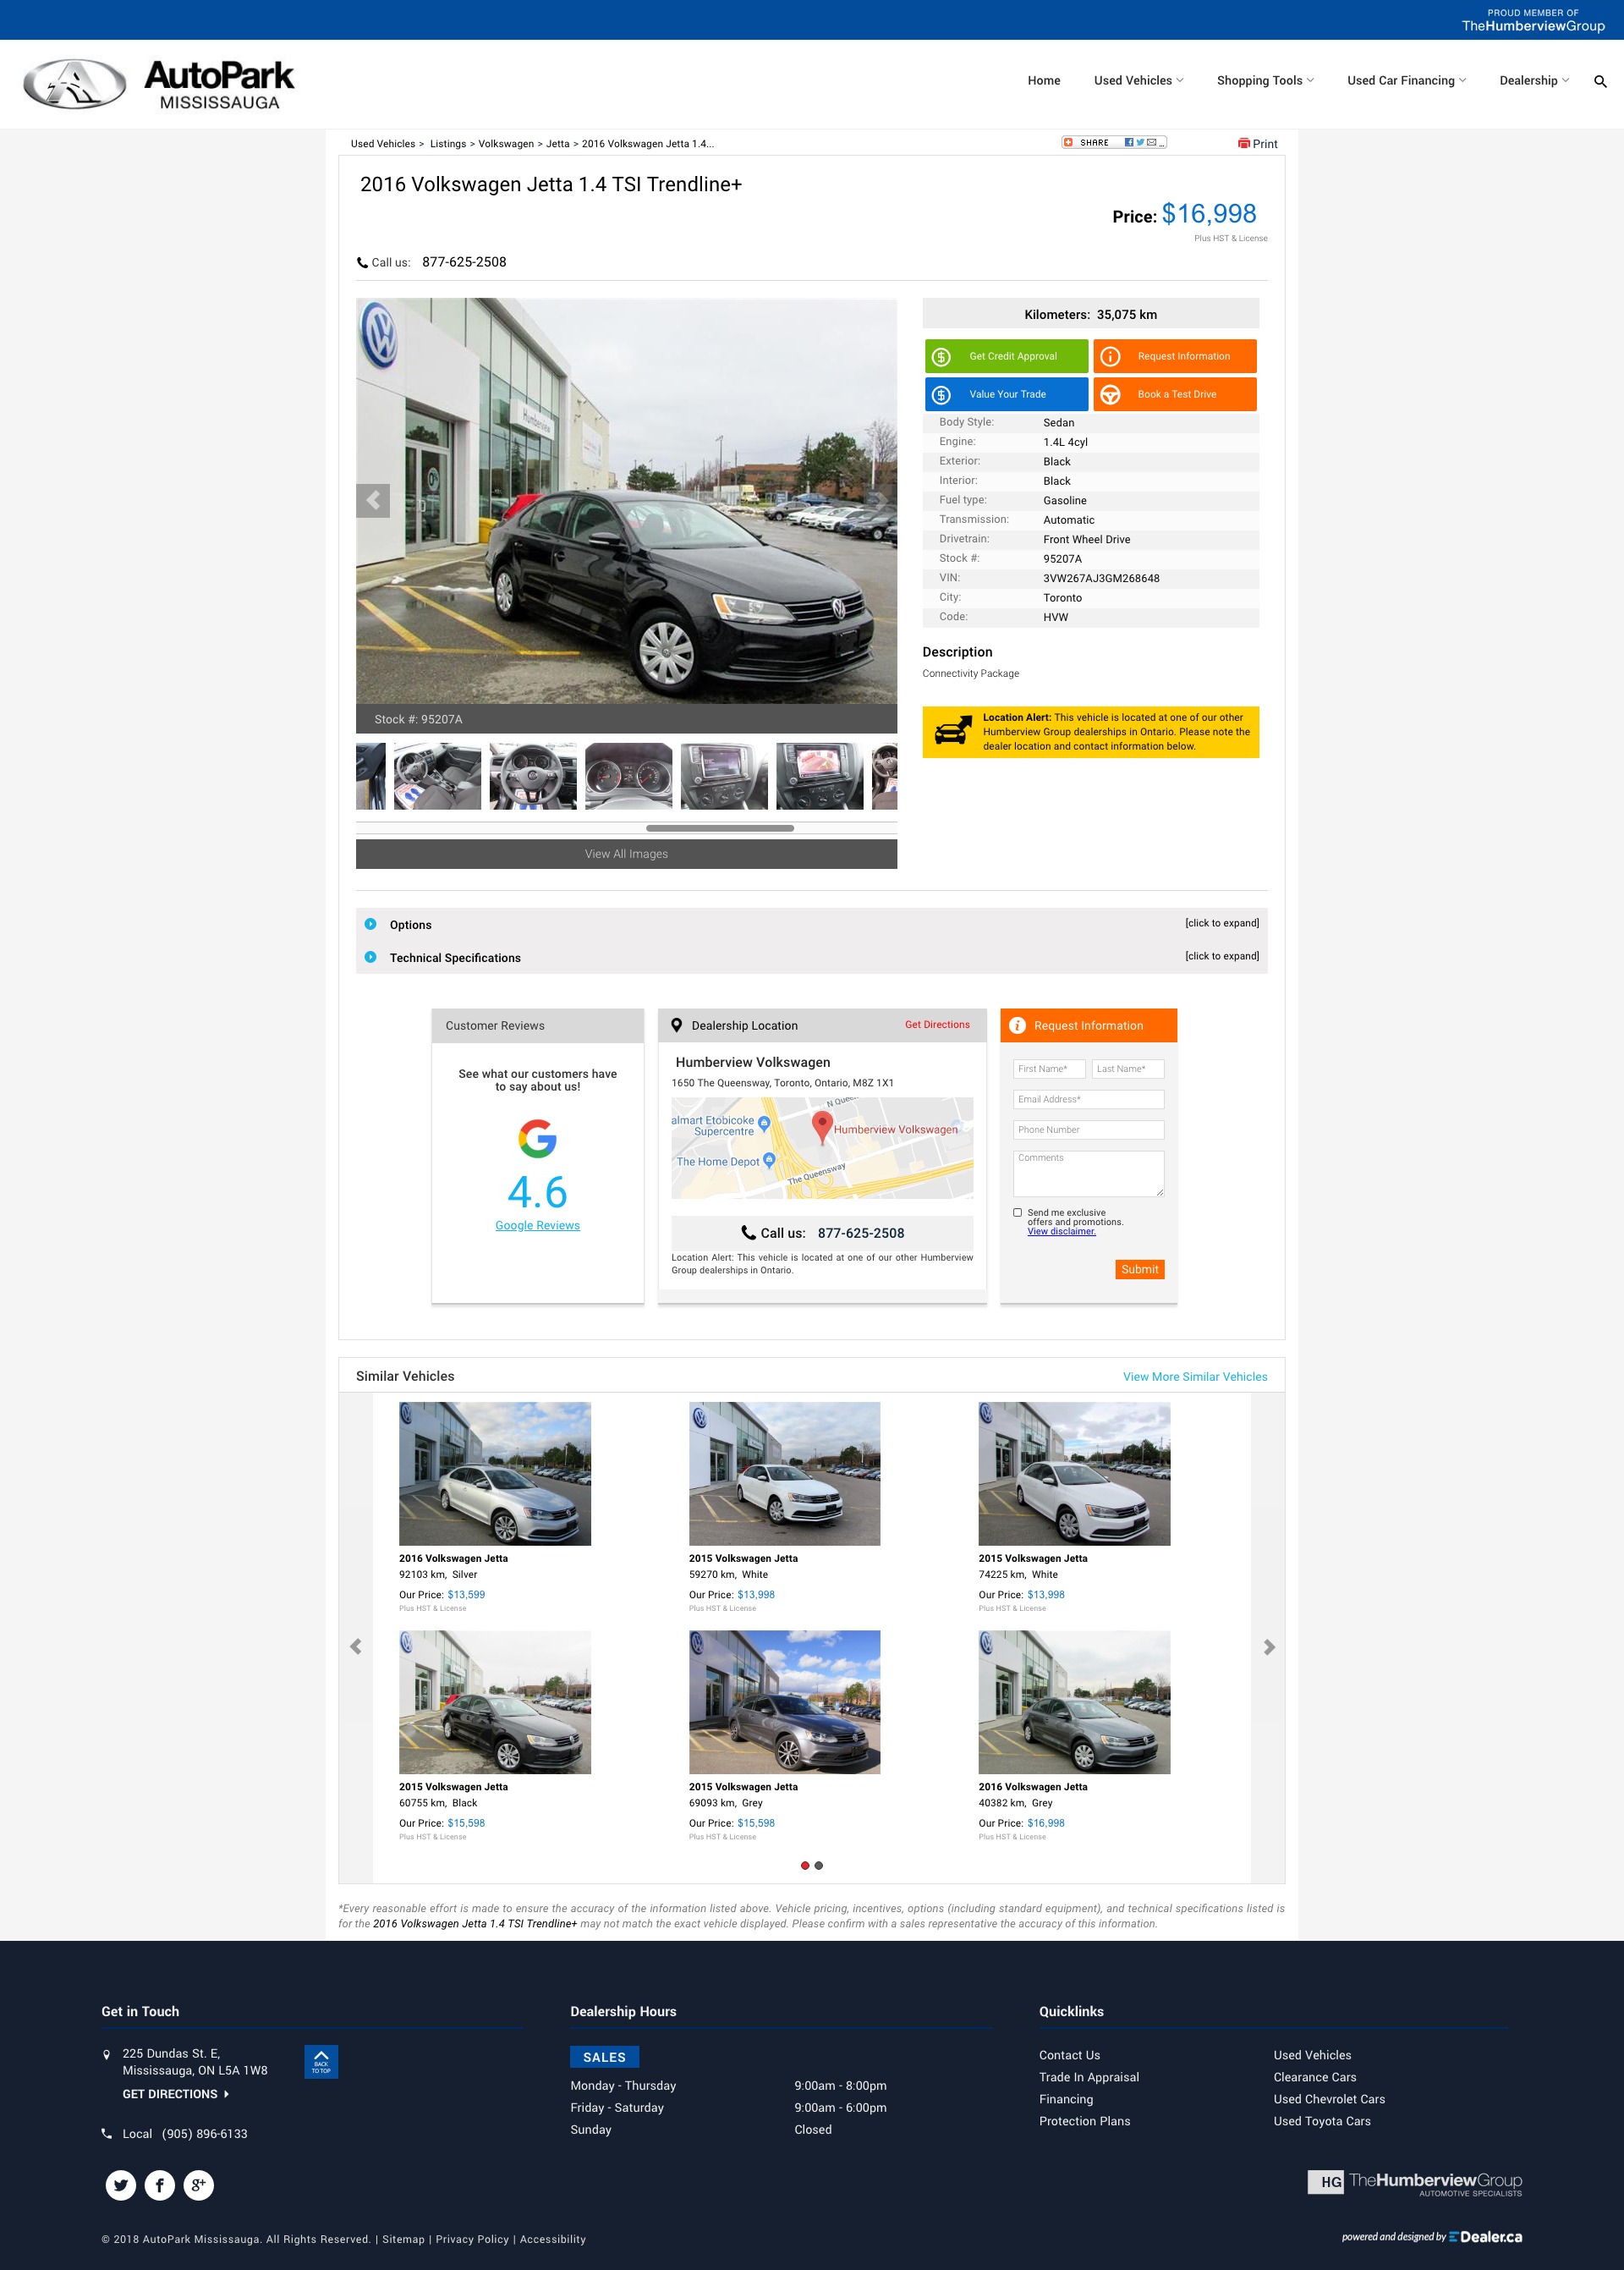 PROUD MEMBER OF
TheHumberviewGroup
AutoPark
MISSISSAUGA
Home
Used Vehicles
Shopping Tools
Used Car Financing
Dealership
Used Vehicles > Listings > Volkswagen > Jetta > 2016 Volkswagen Jetta 1.4...
SHARE
Print
2016 Volkswagen Jetta 1.4 TSI Trendline+
Price: $16,998
Plus HST & License
Call us: 877-625-2508
Humberview
Stock #: 95207A
View All Images
Kilometers: 35,075 km
Get Credit Approval
Request Information
Value Your Trade
Book a Test Drive
Body Style: Sedan
Engine: 1.4L 4cyl
Exterior: Black
Interior: Black
Fuel type: Gasoline
Transmission: Automatic
Drivetrain: Front Wheel Drive
Stock #: 95207A
VIN: 3VW267AJ3GM268648
City: Toronto
Code: HVW
Description
Connectivity Package
Location Alert: This vehicle is located at one of our other
Humberview Group dealerships in Ontario. Please note the
dealer location and contact information below.
Options [click to expand]
Technical Specifications [click to expand]
Customer Reviews
See what our customers have
to say about us!
4.6
Google Reviews
Dealership Location
Get Directions
Humberview Volkswagen
1650 The Queensway, Toronto, Ontario, M8Z 1X1
N Quee
almart Etobicoke
Supercentre
Humberview Volkswagen
The Home Depot
The Queensway
Call us: 877-625-2508
Location Alert: This vehicle is located at one of our other Humberview
Group dealerships in Ontario.
Request Information
First Name*
Last Name*
Email Address*
Phone Number
Comments
Send me exclusive
offers and promotions.
View disclaimer.
Submit
Similar Vehicles
View More Similar Vehicles
2016 Volkswagen Jetta
92103 km, Silver
Our Price: $13,599
Plus HST & License
2015 Volkswagen Jetta
59270 km, White
Our Price: $13,998
Plus HST & License
2015 Volkswagen Jetta
74225 km, White
Our Price: $13,998
Plus HST & License
2015 Volkswagen Jetta
60755 km, Black
Our Price: $15,598
Plus HST & License
2015 Volkswagen Jetta
69093 km, Grey
Our Price: $15,598
Plus HST & License
2016 Volkswagen Jetta
40382 km, Grey
Our Price: $16,998
Plus HST & License
*Every reasonable effort is made to ensure the accuracy of the information listed above. Vehicle pricing, incentives, options (including standard equipment), and technical specifications listed is
for the 2016 Volkswagen Jetta 1.4 TSI Trendline+ may not match the exact vehicle displayed. Please confirm with a sales representative the accuracy of this information.
Get in Touch
225 Dundas St. E,
Mississauga, ON L5A 1W8
GET DIRECTIONS
BACK
TO TOP
Local (905) 896-6133
Dealership Hours
SALES
Monday - Thursday 9:00am - 8:00pm
Friday - Saturday 9:00am - 6:00pm
Sunday Closed
Quicklinks
Contact Us
Trade In Appraisal
Financing
Protection Plans
Used Vehicles
Clearance Cars
Used Chevrolet Cars
Used Toyota Cars
HG TheHumberviewGroup
AUTOMOTIVE SPECIALISTS
© 2018 AutoPark Mississauga. All Rights Reserved. | Sitemap | Privacy Policy | Accessibility
powered and designed by EDealer.ca